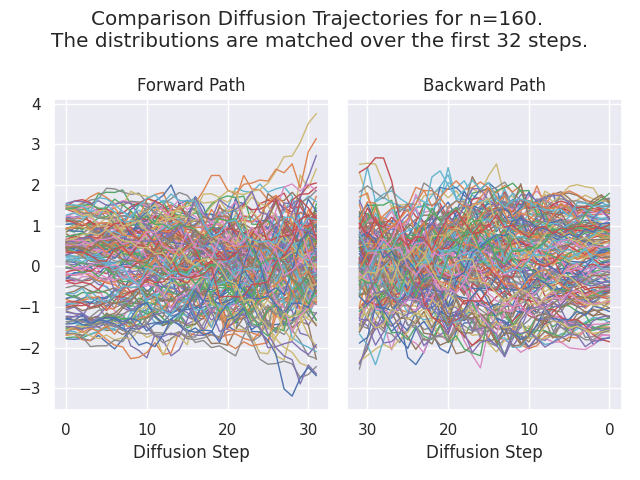 Comparison Diffusion Trajectories for n=160.
The distributions are matched over the first 32 steps.
Forward Path
Backward Path
4
3
2
1
0
−1
−2
−3
0 10 20 30
30 20 10 0
Diffusion Step
Diffusion Step